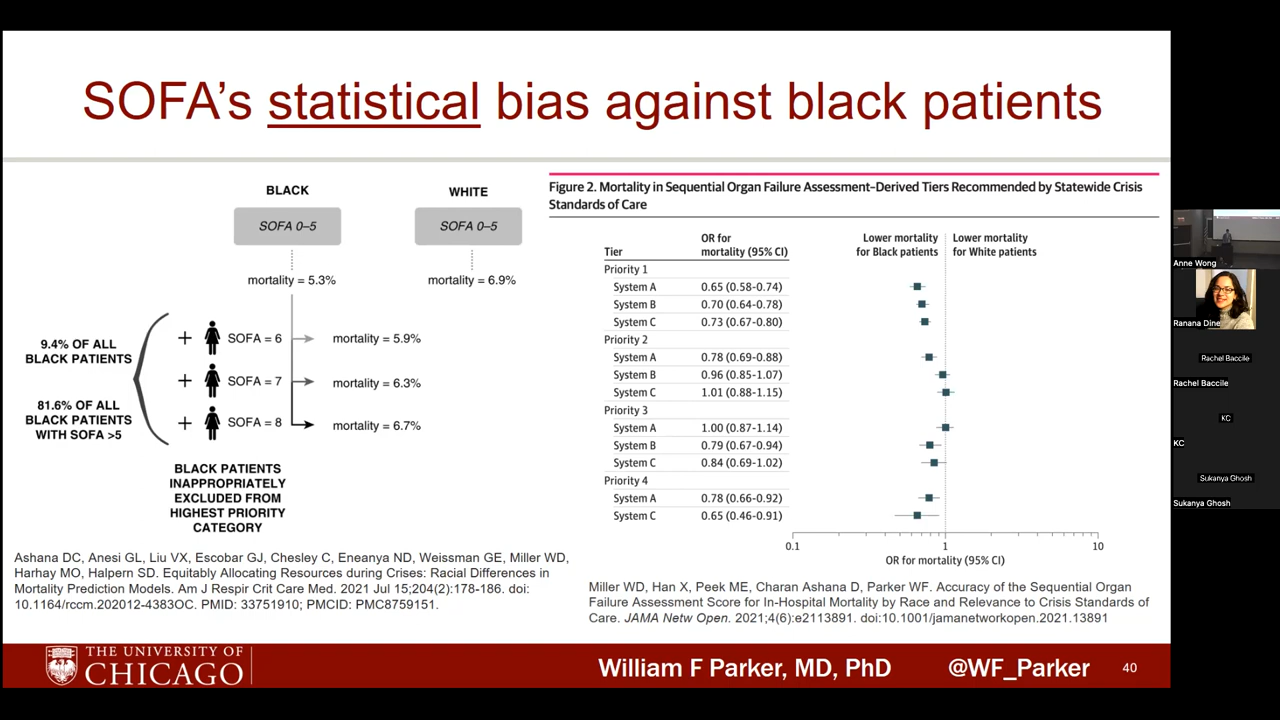 SOFA's statistical bias against black patients
BLACK
WHITE
SOFA 0–5
SOFA 0–5
mortality = 5.3%
mortality = 6.9%
9.4% OF ALL
BLACK PATIENTS
81.6% OF ALL
BLACK PATIENTS
WITH SOFA >5
+ SOFA = 6 mortality = 5.9%
+ SOFA = 7 mortality = 6.3%
+ SOFA = 8 mortality = 6.7%
BLACK PATIENTS
INAPPROPRIATELY
EXCLUDED FROM
HIGHEST PRIORITY
CATEGORY
Ashana DC, Anesi GL, Liu VX, Escobar GJ, Chesley C, Eneanya ND, Weissman GE, Miller WD,
Harhay MO, Halpern SD. Equitably Allocating Resources during Crises: Racial Differences in
Mortality Prediction Models. Am J Respir Crit Care Med. 2021 Jul 15;204(2):178-186. doi:
10.1164/rccm.202012-4383OC. PMID: 33751910; PMCID: PMC8759151.
Figure 2. Mortality in Sequential Organ Failure Assessment–Derived Tiers Recommended by Statewide Crisis
Standards of Care
Tier
OR for
mortality (95% CI)
Lower mortality
for Black patients
Lower mortality
for White patients
Priority 1
System A 0.65 (0.58-0.74)
System B 0.70 (0.64-0.78)
System C 0.73 (0.67-0.80)
Priority 2
System A 0.78 (0.69-0.88)
System B 0.96 (0.85-1.07)
System C 1.01 (0.88-1.15)
Priority 3
System A 1.00 (0.87-1.14)
System B 0.79 (0.67-0.94)
System C 0.84 (0.69-1.02)
Priority 4
System A 0.78 (0.66-0.92)
System C 0.65 (0.46-0.91)
0.1 1 10
OR for mortality (95% CI)
Miller WD, Han X, Peek ME, Charan Ashana D, Parker WF. Accuracy of the Sequential Organ
Failure Assessment Score for In-Hospital Mortality by Race and Relevance to Crisis Standards of
Care. JAMA Netw Open. 2021;4(6):e2113891. doi:10.1001/jamanetworkopen.2021.13891
THE UNIVERSITY OF
CHICAGO
William F Parker, MD, PhD
@WF_Parker
40
Anne Wong
Ranana Dine
Rachel Baccile
Rachel Baccile
KC
KC
Sukanya Ghosh
Sukanya Ghosh